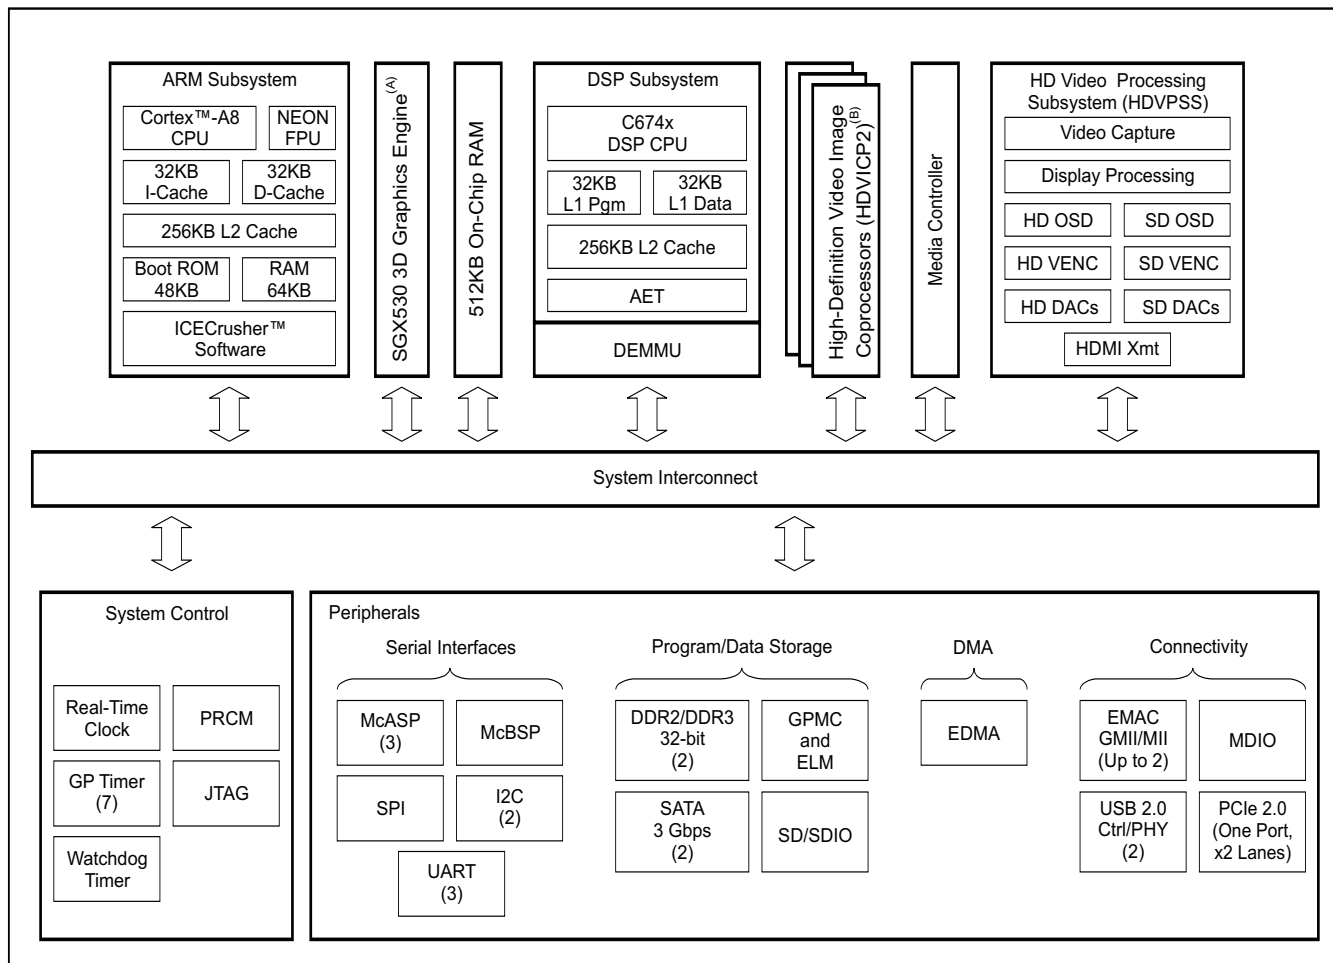 ARM Subsystem
Cortex™-A8
CPU
NEON
FPU
32KB
I-Cache
32KB
D-Cache
256KB L2 Cache
Boot ROM
48KB
RAM
64KB
ICECrusher™
Software
SGX530 3D Graphics Engine(A)
512KB On-Chip RAM
DSP Subsystem
C674x
DSP CPU
32KB
L1 Pgm
32KB
L1 Data
256KB L2 Cache
AET
DEMMU
High-Definition Video Image
Coprocessors (HDVICP2)(B)
Media Controller
HD Video Processing
Subsystem (HDVPSS)
Video Capture
Display Processing
HD OSD
SD OSD
HD VENC
SD VENC
HD DACs
SD DACs
HDMI Xmt
System Interconnect
System Control
Real-Time
Clock
PRCM
GP Timer
(7)
JTAG
Watchdog
Timer
Peripherals
Serial Interfaces
McASP
(3)
McBSP
SPI
I2C
(2)
UART
(3)
Program/Data Storage
DDR2/DDR3
32-bit
(2)
GPMC
and
ELM
SATA
3 Gbps
(2)
SD/SDIO
DMA
EDMA
Connectivity
EMAC
GMII/MII
(Up to 2)
MDIO
USB 2.0
Ctrl/PHY
(2)
PCIe 2.0
(One Port,
x2 Lanes)